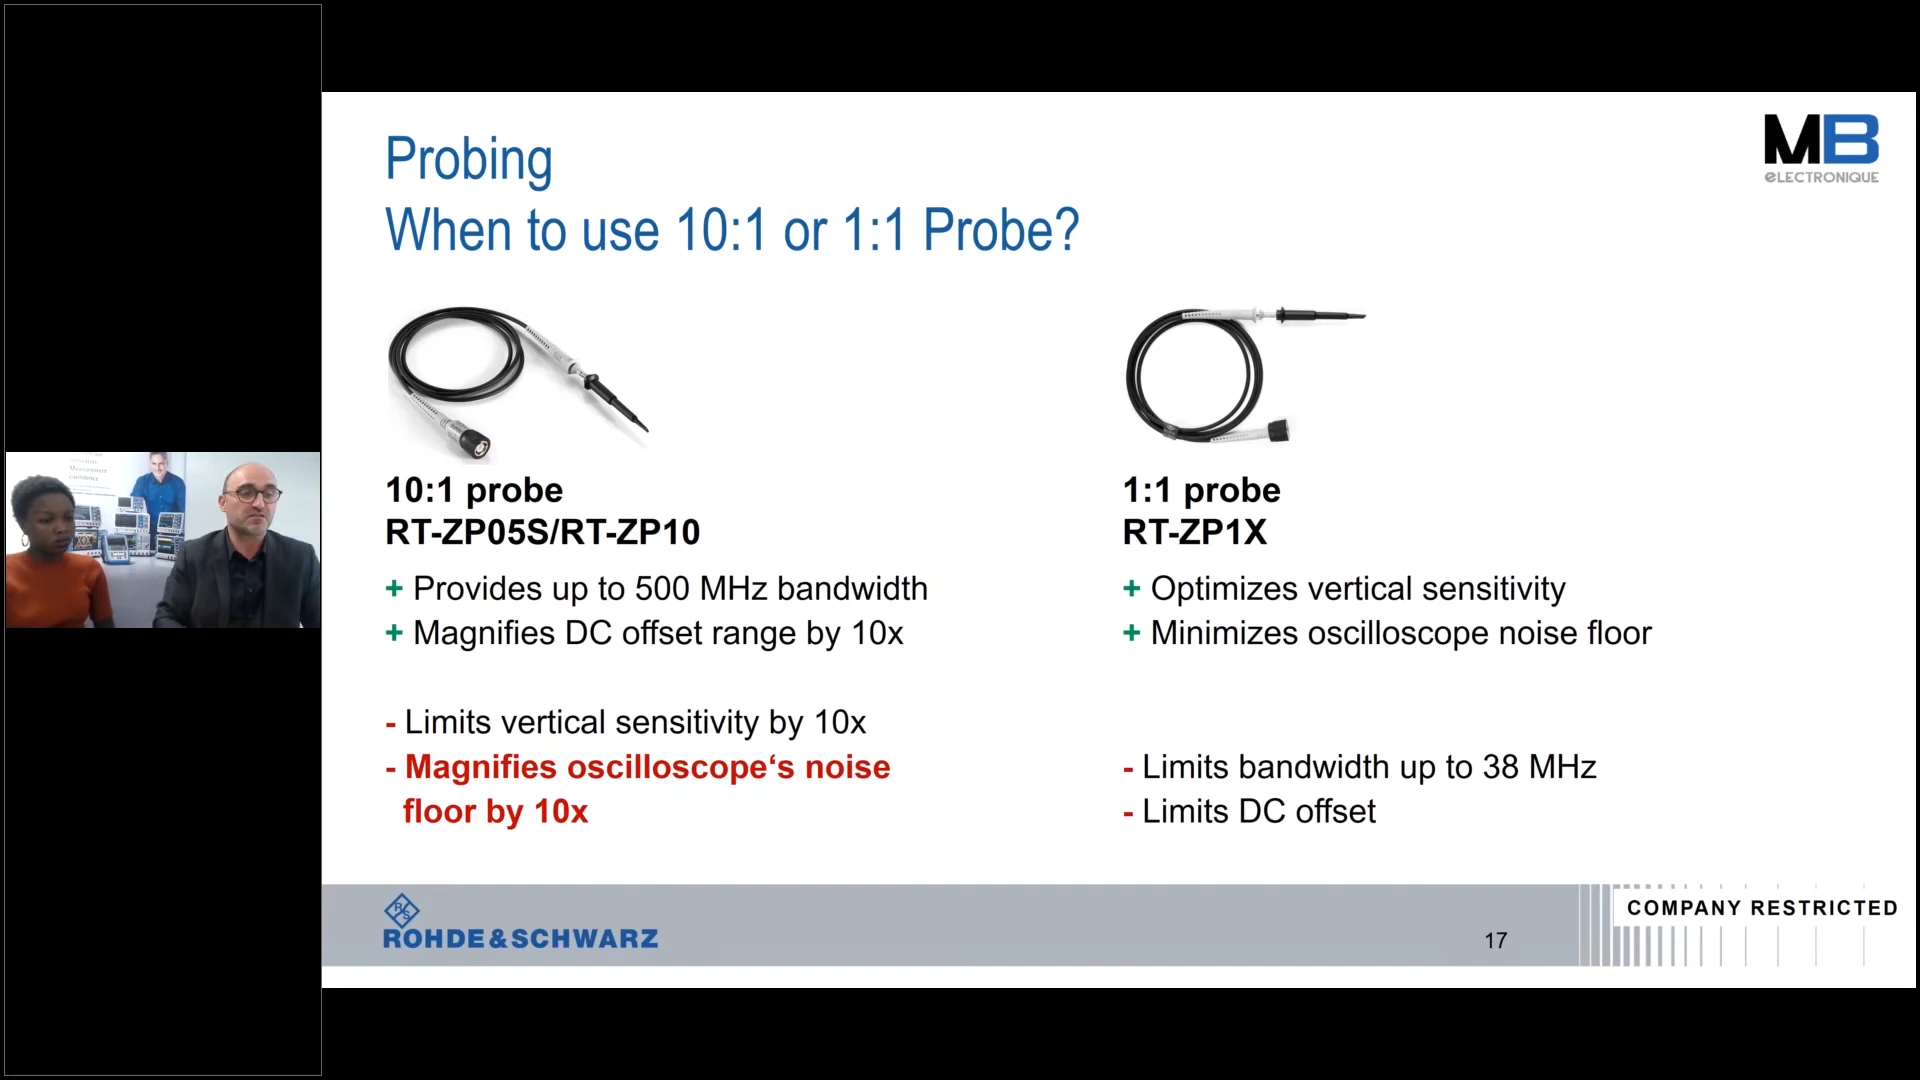 Probing
When to use 10:1 or 1:1 Probe?
MB
eLECTRONIQUE
10:1 probe
RT-ZP05S/RT-ZP10
+ Provides up to 500 MHz bandwidth
+ Magnifies DC offset range by 10x
- Limits vertical sensitivity by 10x
- Magnifies oscilloscope‘s noise
floor by 10x
1:1 probe
RT-ZP1X
+ Optimizes vertical sensitivity
+ Minimizes oscilloscope noise floor
- Limits bandwidth up to 38 MHz
- Limits DC offset
Measurement
confidence
R S
ROHDE&SCHWARZ
17
COMPANY RESTRICTED